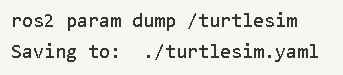 ros2 param dump /turtlesim
Saving to:  ./turtlesim.yaml